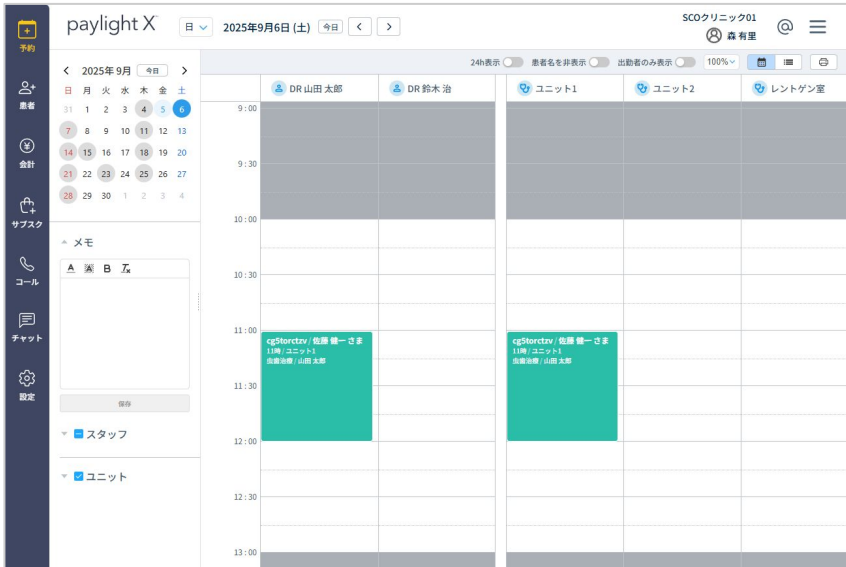 予約
患者
会計
サブスク
コール
チャット
設定
paylight X
日
2025年9月6日 (土)
今日
SCOクリニック01
森 有里
24h表示
患者名を非表示
出勤者のみ表示
100%
2025年 9月
今日
日 月 火 水 木 金 土
31 1 2 3 4 5 6
7 8 9 10 11 12 13
14 15 16 17 18 19 20
21 22 23 24 25 26 27
28 29 30 1 2 3 4
メモ
A A B Tx
保存
スタッフ
ユニット
DR 山田 太郎
DR 鈴木 治
ユニット1
ユニット2
レントゲン室
9 : 00
9 : 30
10 : 00
10 : 30
11 : 00
cg5torctzv / 佐藤 健一 さま
11時 / ユニット1
虫歯治療 / 山田 太郎
cg5torctzv / 佐藤 健一 さま
11時 / ユニット1
虫歯治療 / 山田 太郎
11 : 30
12 : 00
12 : 30
13 : 00